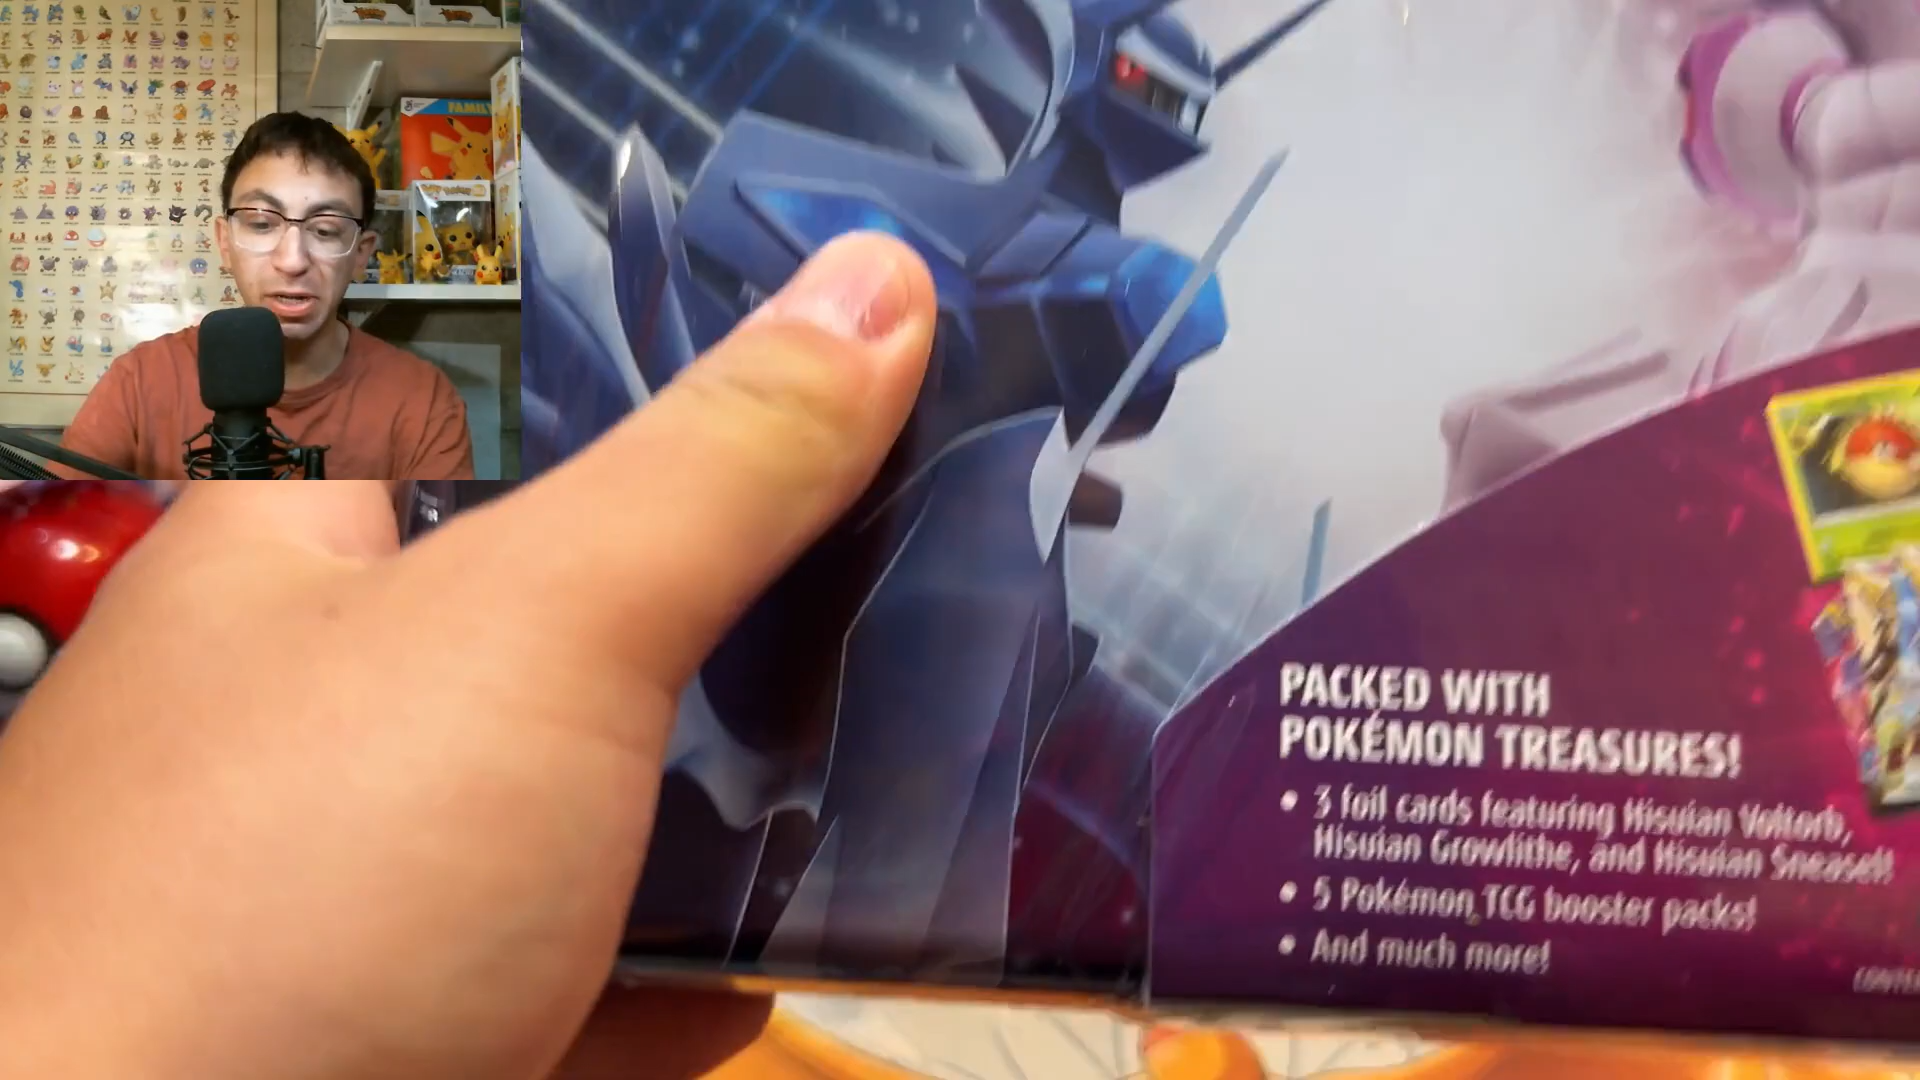 FAMILY
PACKED WITH
POKÉMON TREASURES!
• 3 foil cards featuring Hisuian Voltorb,
Hisuian Growlithe, and Hisuian Sneasel!
• 5 Pokémon TCG booster packs!
• And much more!